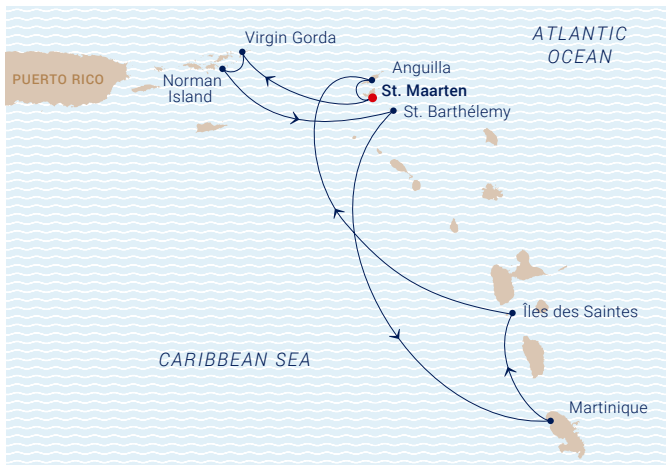 ATLANTIC
OCEAN
Virgin Gorda
Anguilla
PUERTO RICO
Norman
Island
St. Maarten
St. Barthélemy
Îles des Saintes
CARIBBEAN SEA
Martinique